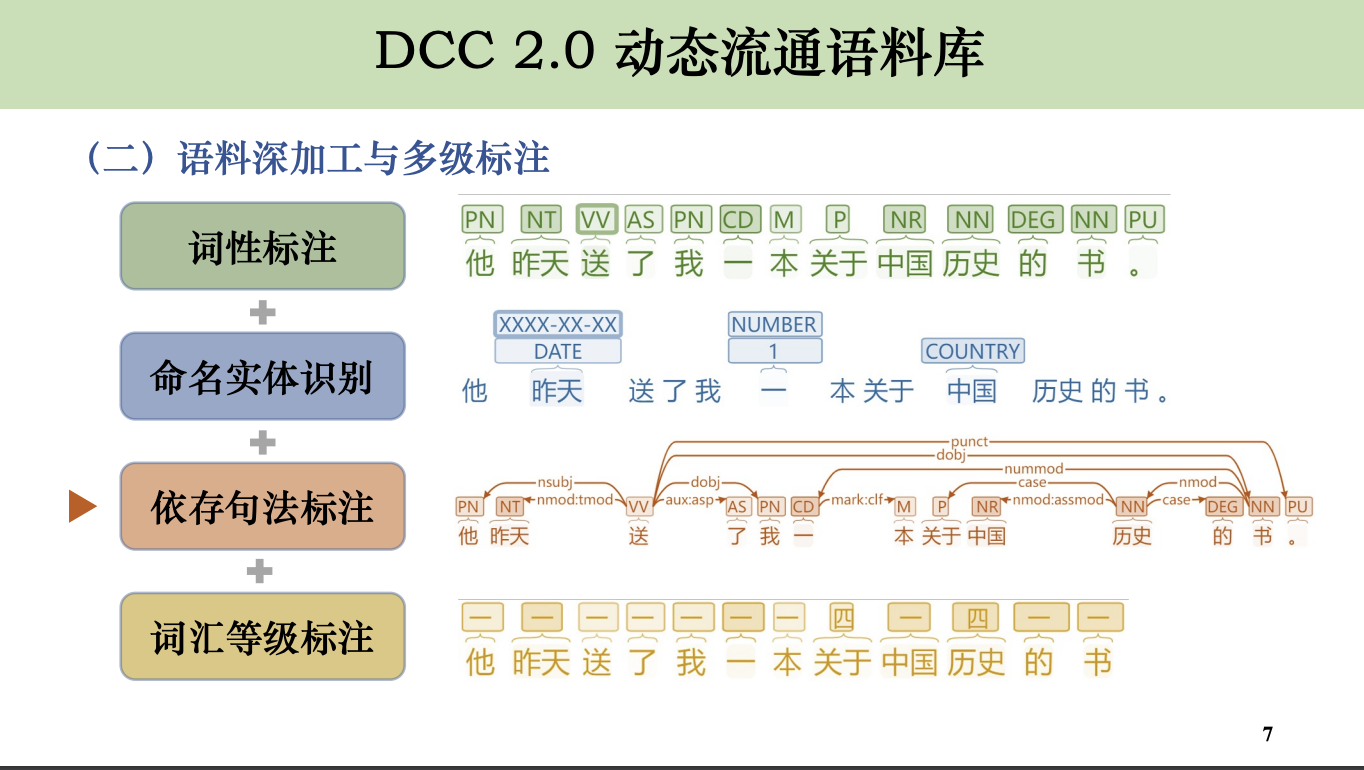 DCC 2.0 动态流通语料库
（二）语料深加工与多级标注
词性标注
PN NT VV AS PN CD M P NR NN DEG NN PU
他 昨天 送 了 我 一 本 关于 中国 历史 的 书 。
命名实体识别
XXXX-XX-XX NUMBER
DATE 1 COUNTRY
他 昨天 送 了 我 一 本 关于 中国 历史 的 书 。
依存句法标注
punct
dobj
nummod
nsubj dobj case nmod
nmod:tmod aux:asp mark:clf nmod:assmod case
PN NT VV AS PN CD M P NR NN DEG NN PU
他 昨天 送 了 我 一 本 关于 中国 历史 的 书 。
词汇等级标注
一 一 一 一 一 一 一 四 一 四 一 一
他 昨天 送 了 我 一 本 关于 中国 历史 的 书
7